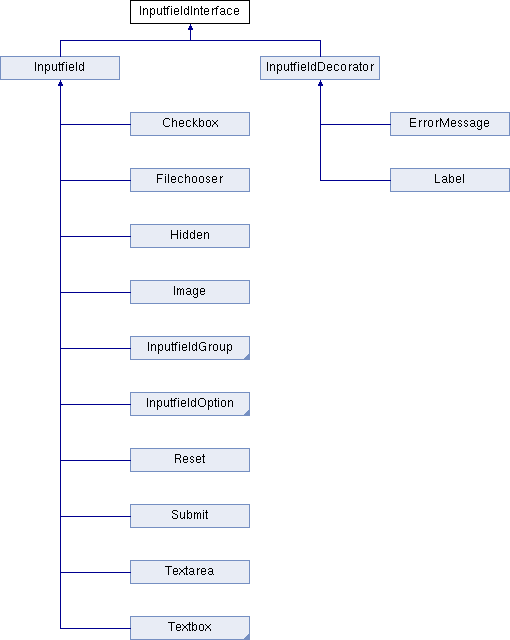 InputfieldInterface
Inputfield
InputfieldDecorator
Checkbox
ErrorMessage
Filechooser
Label
Hidden
Image
InputfieldGroup
InputfieldOption
Reset
Submit
Textarea
Textbox